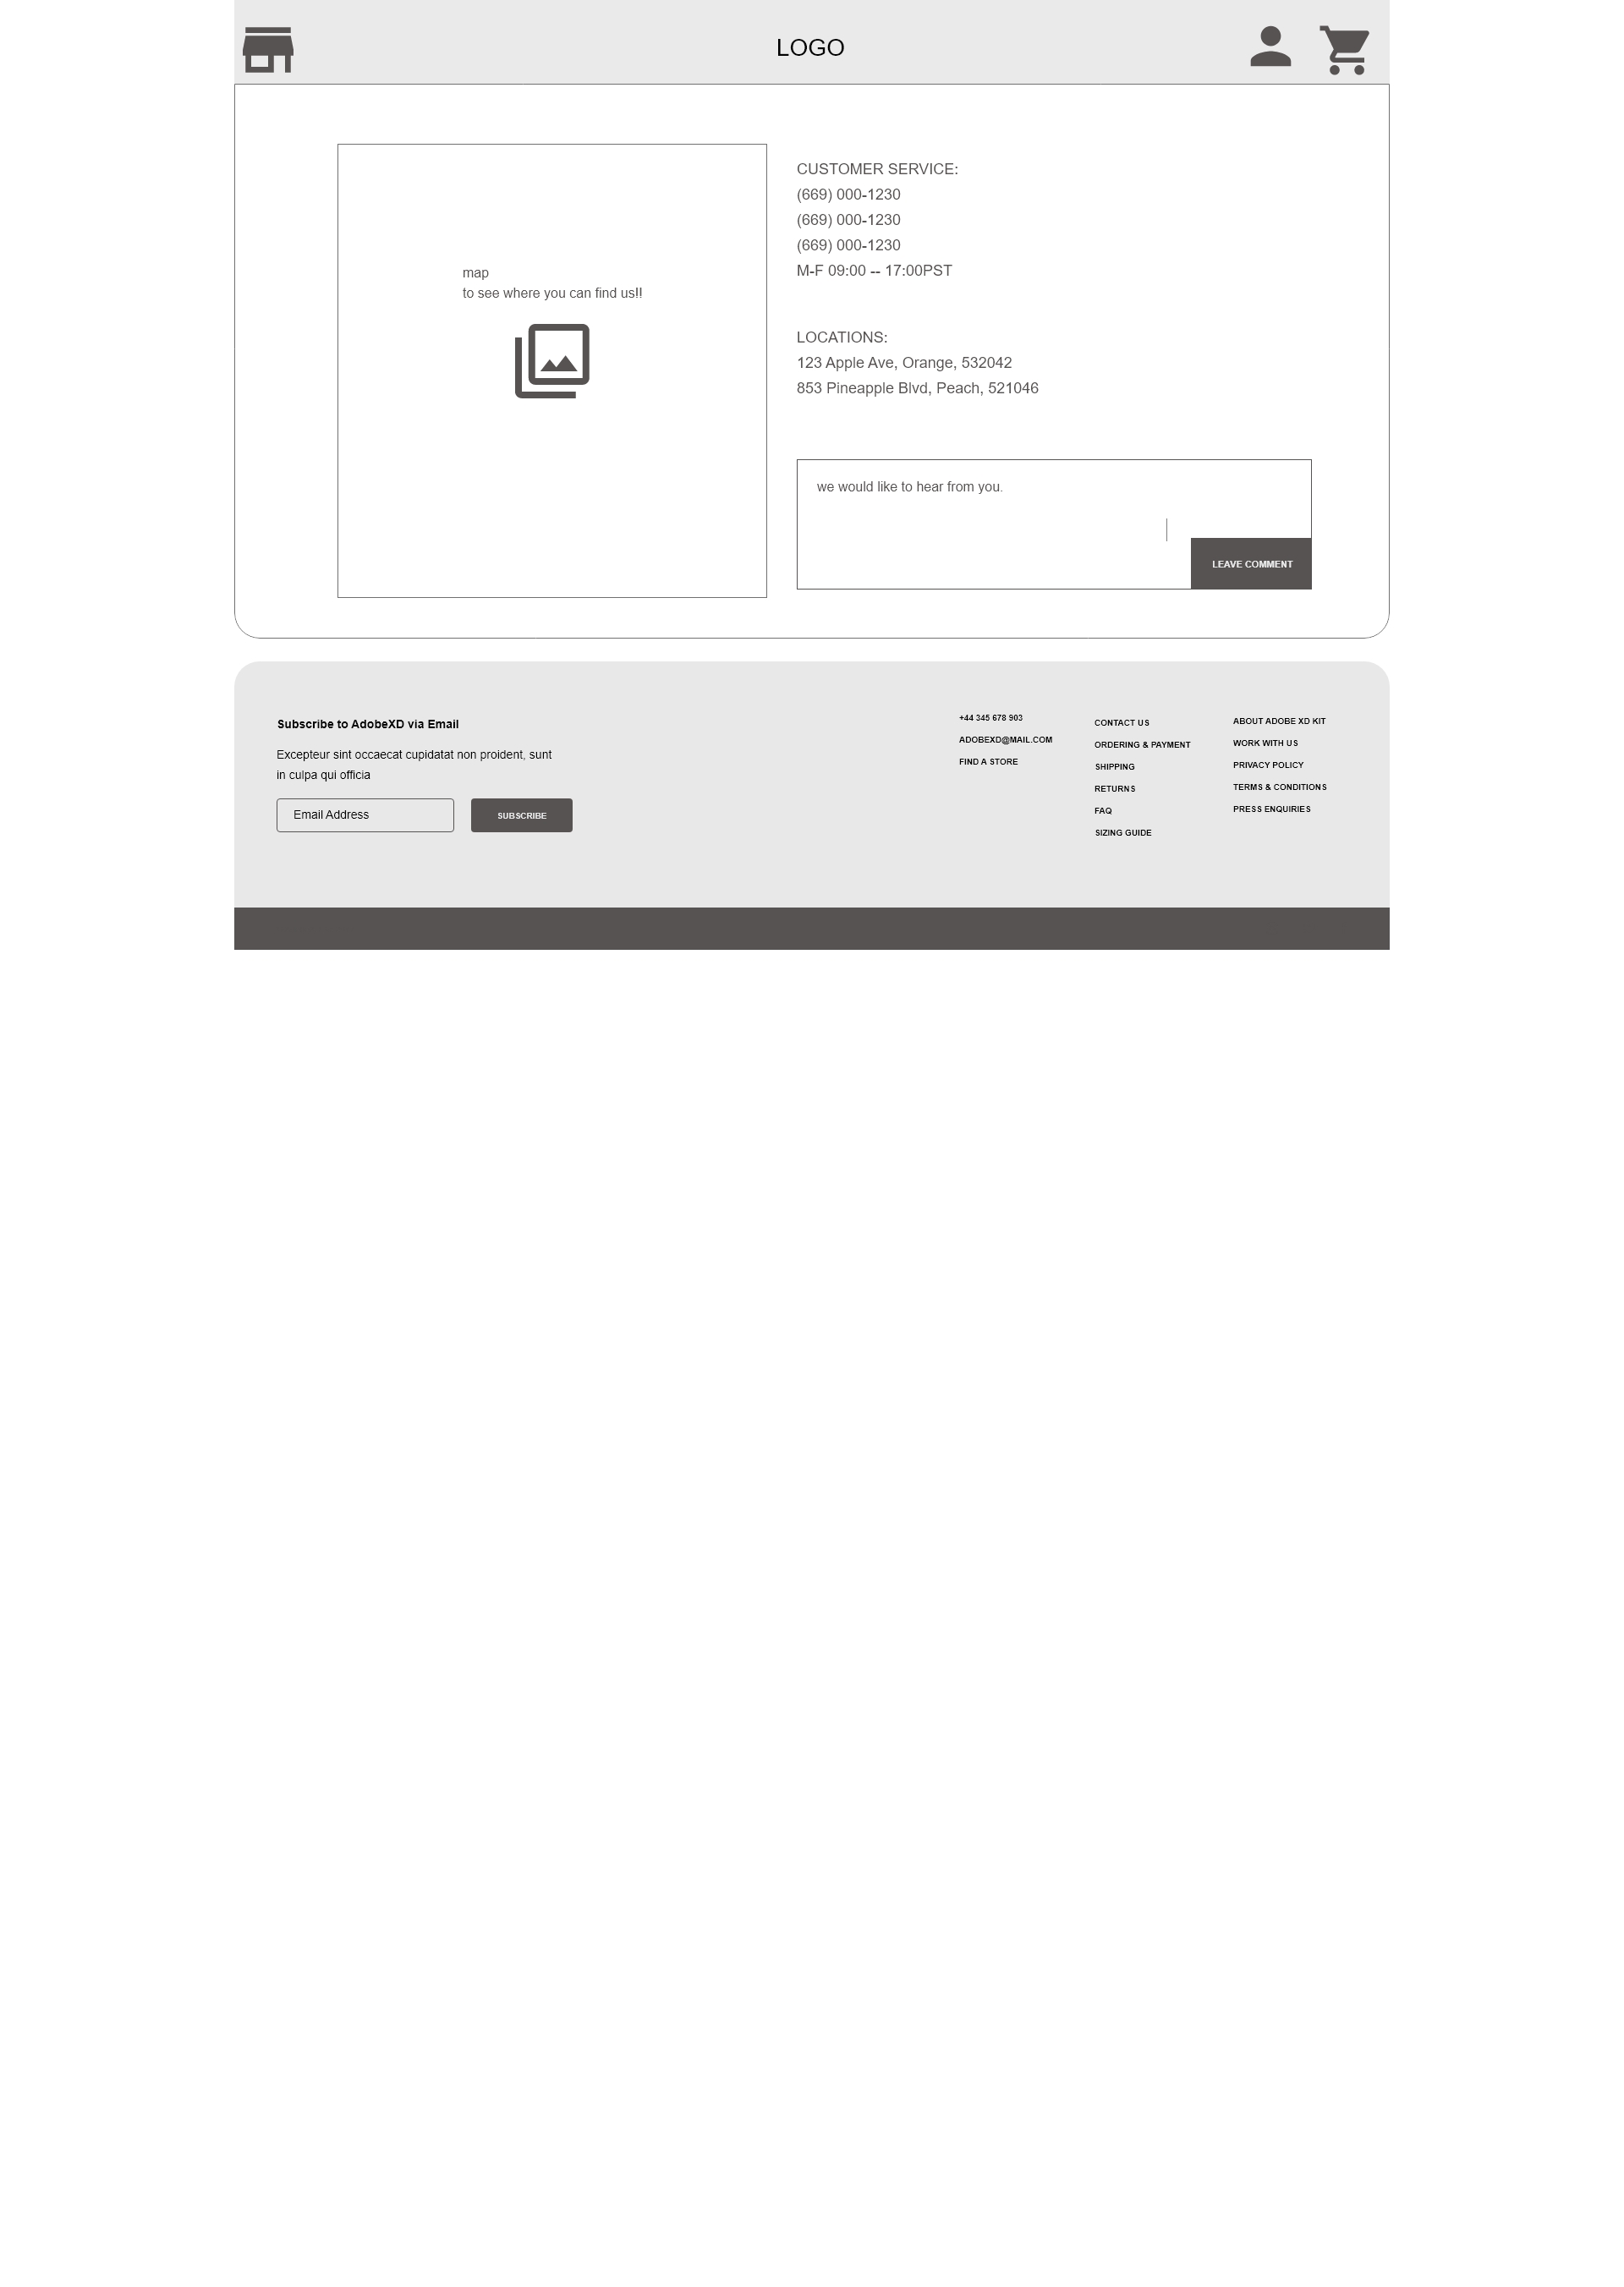 LOGO
map
to see where you can find us!!
CUSTOMER SERVICE:
(669) 000-1230
(669) 000-1230
(669) 000-1230
M-F 09:00 -- 17:00PST
LOCATIONS:
123 Apple Ave, Orange, 532042
853 Pineapple Blvd, Peach, 521046
we would like to hear from you.
LEAVE COMMENT
Subscribe to AdobeXD via Email
Excepteur sint occaecat cupidatat non proident, sunt
in culpa qui officia
Email Address
SUBSCRIBE
+44 345 678 903
ADOBEXD@MAIL.COM
FIND A STORE
CONTACT US
ORDERING & PAYMENT
SHIPPING
RETURNS
FAQ
SIZING GUIDE
ABOUT ADOBE XD KIT
WORK WITH US
PRIVACY POLICY
TERMS & CONDITIONS
PRESS ENQUIRIES